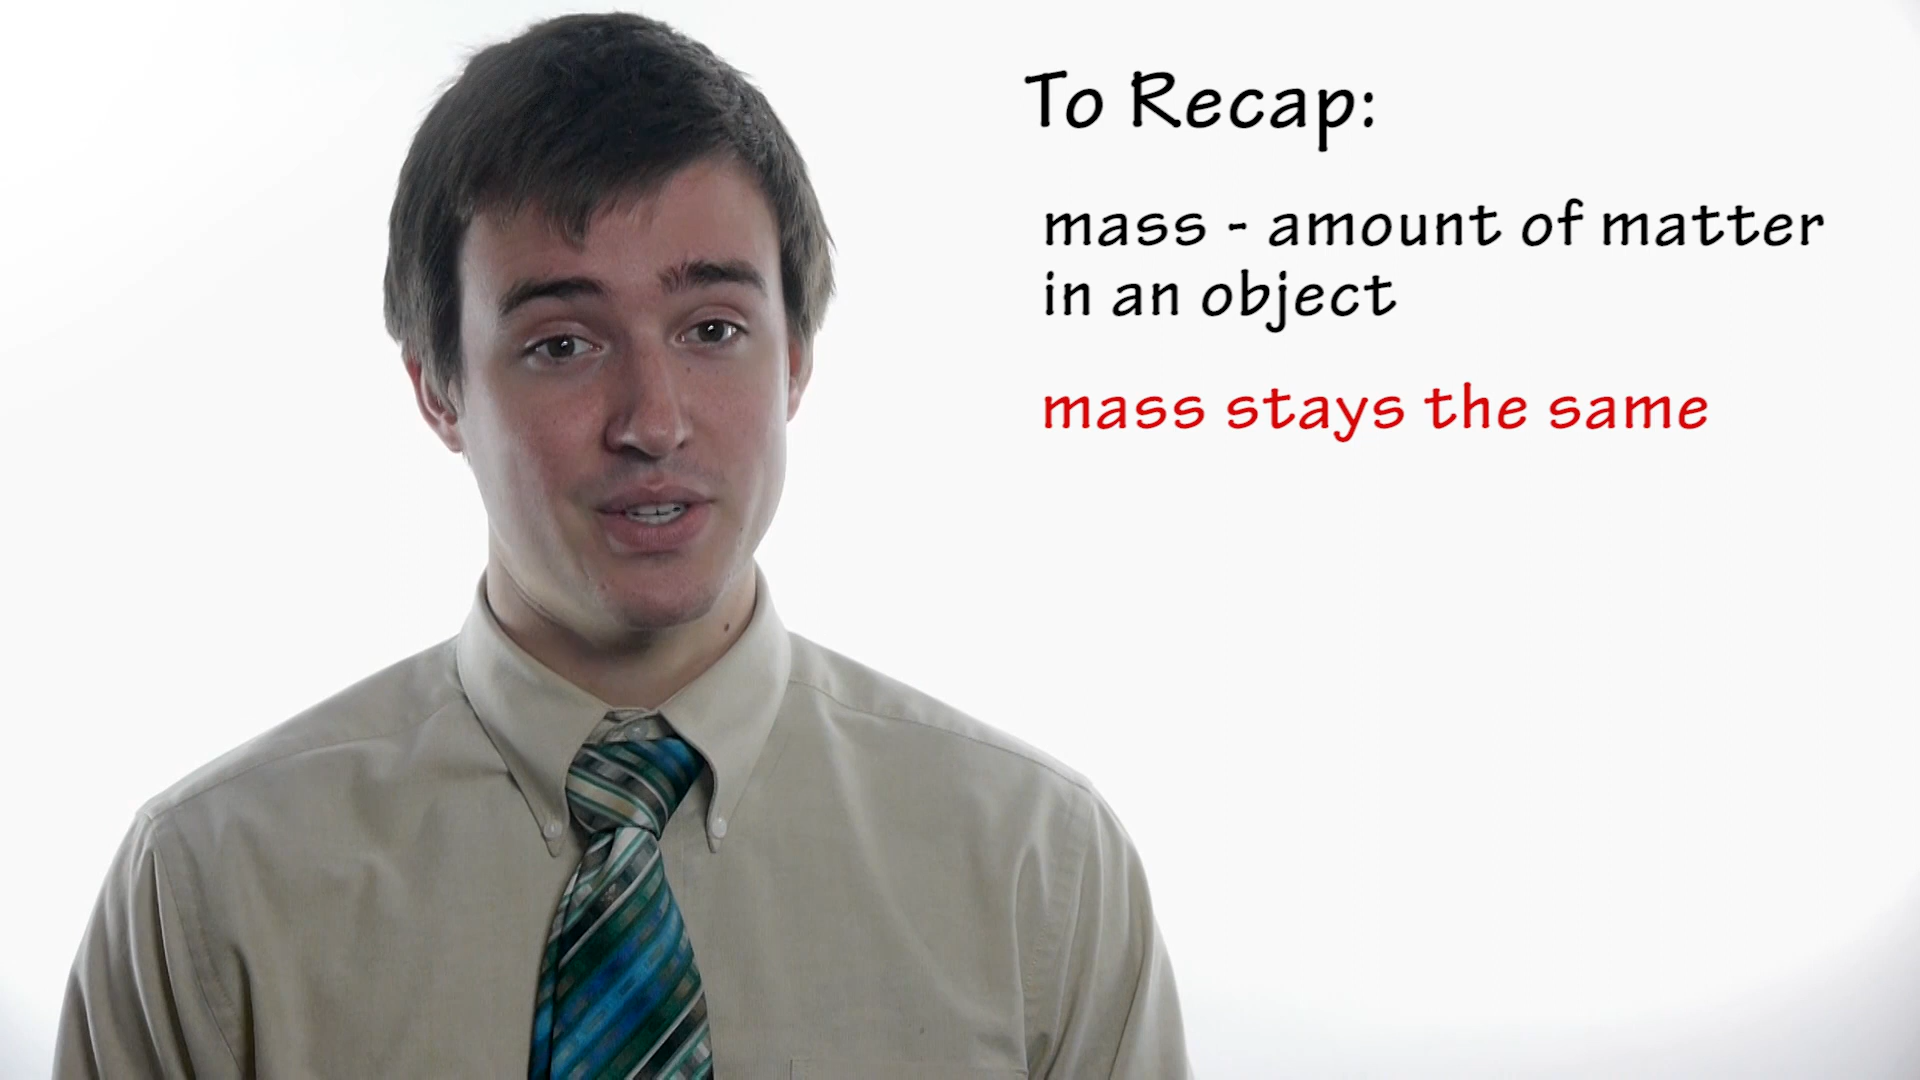 To Recap:
mass - amount of matter
in an object
mass stays the same